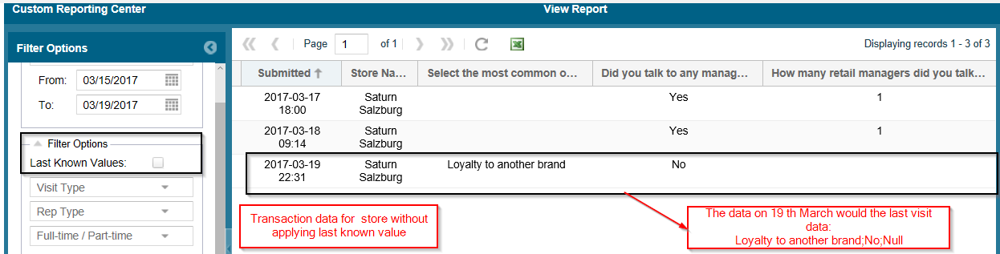 Custom Reporting Center
View Report
Filter Options
From: 03/15/2017
To: 03/19/2017
Filter Options
Last Known Values:
Visit Type
Rep Type
Full-time / Part-time
Page 1 of 1
Displaying records 1 - 3 of 3
Submitted Store Na... Select the most common o... Did you talk to any manag... How many retail managers did you talk...
2017-03-17 18:00 Saturn Salzburg Yes 1
2017-03-18 09:14 Saturn Salzburg Yes 1
2017-03-19 22:31 Saturn Salzburg Loyalty to another brand No
Transaction data for store without
applying last known value
The data on 19 th March would the last visit
data:
Loyalty to another brand;No;Null